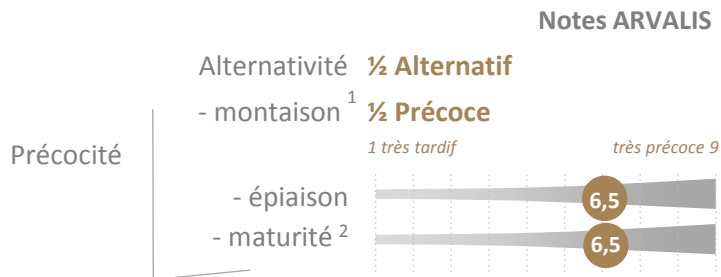 Notes ARVALIS
Alternativité ½ Alternatif
- montaison 1 ½ Précoce
Précocité
1 très tardif très précoce 9
- épiaison 6,5
- maturité 2 6,5